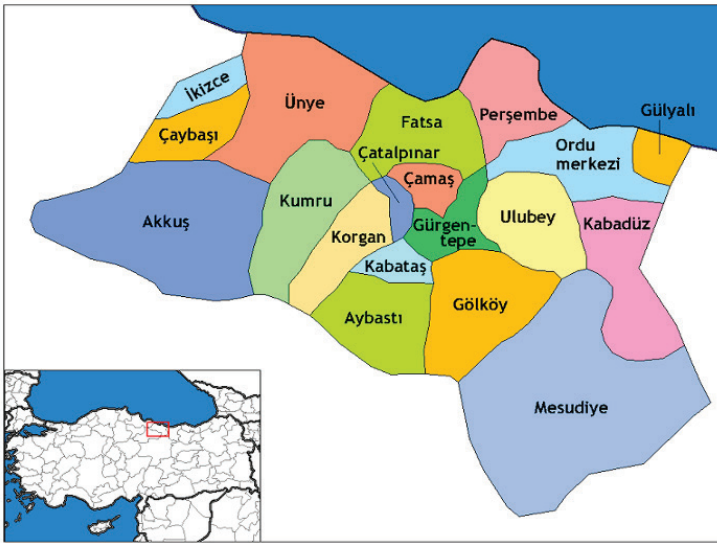 İkizce
Ünye
Perşembe
Gülyalı
Çaybaşı
Fatsa
Ordu
merkezi
Çatalpınar
Çamaş
Akkuş
Kumru
Korgan
Gürgen-
tepe
Ulubey
Kabadüz
Kabataş
Aybastı
Gölköy
Mesudiye